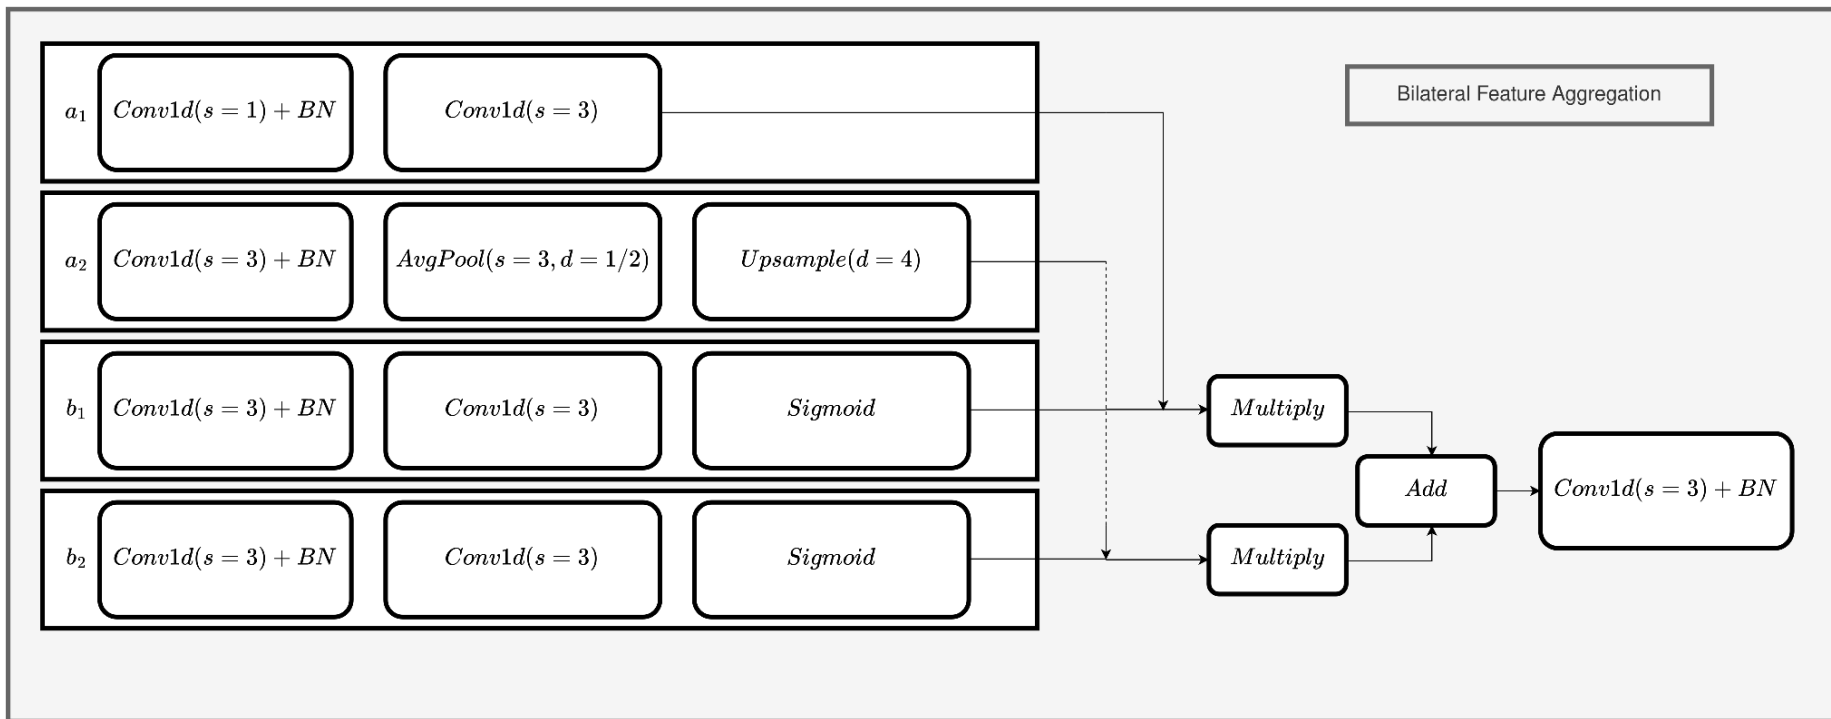 Bilateral Feature Aggregation
a₁ Conv1d(s = 1) + BN Conv1d(s = 3)
a₂ Conv1d(s = 3) + BN AvgPool(s = 3, d = 1/2) Upsample(d = 4)
b₁ Conv1d(s = 3) + BN Conv1d(s = 3) Sigmoid Multiply
Add Conv1d(s = 3) + BN
b₂ Conv1d(s = 3) + BN Conv1d(s = 3) Sigmoid Multiply